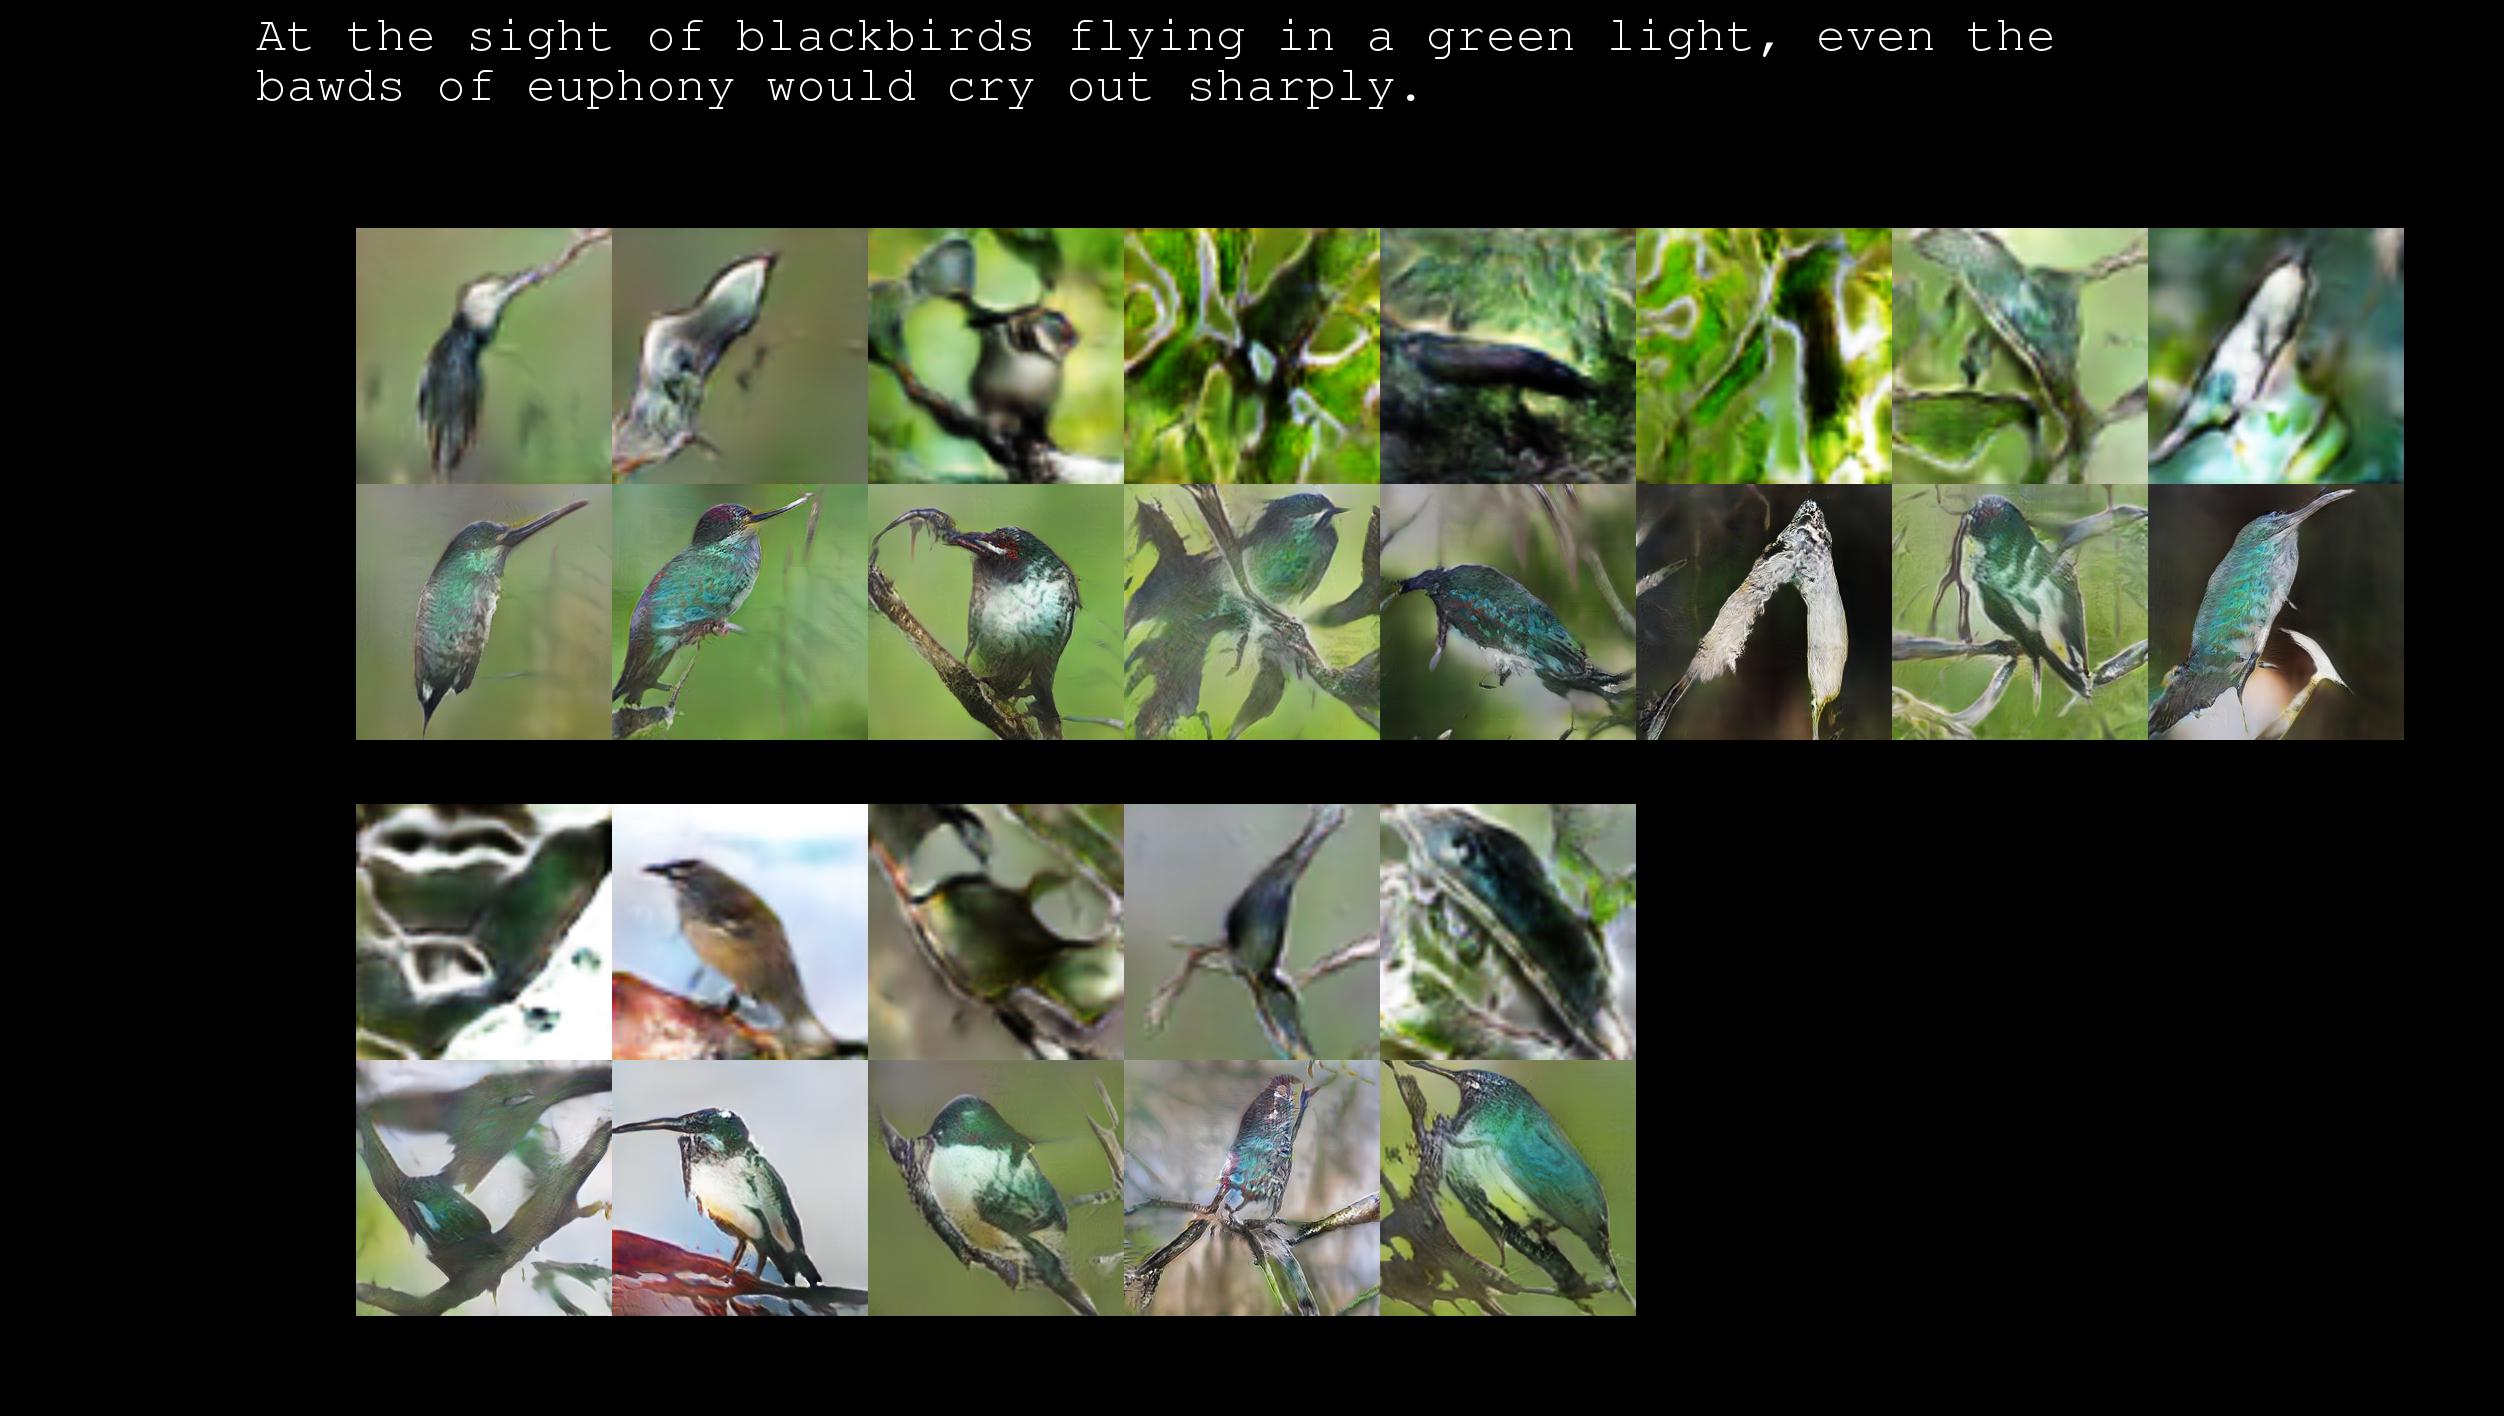 At the sight of blackbirds flying in a green light, even the
bawds of euphony would cry out sharply.